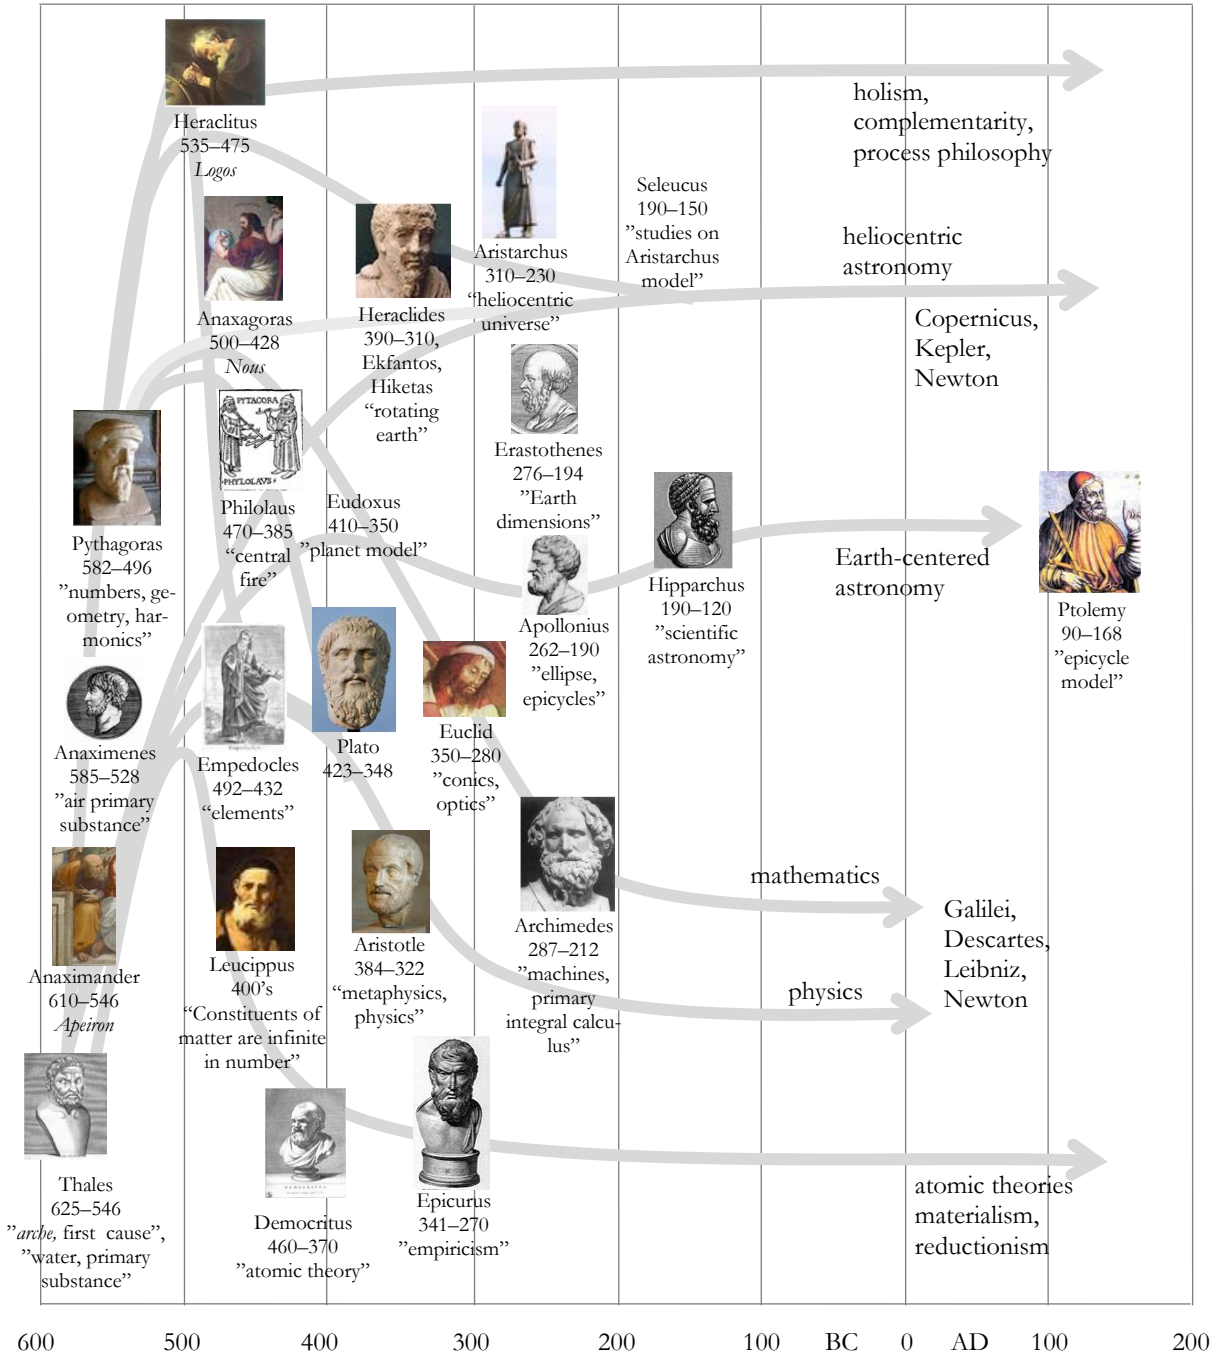 Heraclitus
535–475
Logos
holism,
complementarity,
process philosophy
Seleucus
190–150
”studies on
Aristarchus
model”
Aristarchus
310–230
“heliocentric
universe”
heliocentric
astronomy
Anaxagoras
500–428
Nous
Heraclides
390–310,
Ekfantos,
Hiketas
“rotating
earth”
Copernicus,
Kepler,
Newton
PYTACORA
PHYLOLAVS
Erastothenes
276–194
”Earth
dimensions”
Pythagoras
582–496
”numbers, ge-
ometry, har-
monics”
Philolaus
470–385
“central
fire”
Eudoxus
410–350
”planet model”
Hipparchus
190–120
”scientific
astronomy”
Earth-centered
astronomy
Ptolemy
90–168
”epicycle
model”
Apollonius
262–190
”ellipse,
epicycles”
Anaximenes
585–528
”air primary
substance”
Empedocles
492–432
“elements”
Plato
423–348
Euclid
350–280
”conics,
optics”
mathematics
Galilei,
Descartes,
Leibniz,
Newton
Anaximander
610–546
Apeiron
Leucippus
400’s
“Constituents of
matter are infinite
in number”
Aristotle
384–322
“metaphysics,
physics”
Archimedes
287–212
”machines,
primary
integral calcu-
lus”
physics
Thales
625–546
”arche, first cause”,
”water, primary
substance”
Democritus
460–370
”atomic theory”
Epicurus
341–270
”empiricism”
atomic theories
materialism,
reductionism
600 500 400 300 200 100 BC 0 AD 100 200